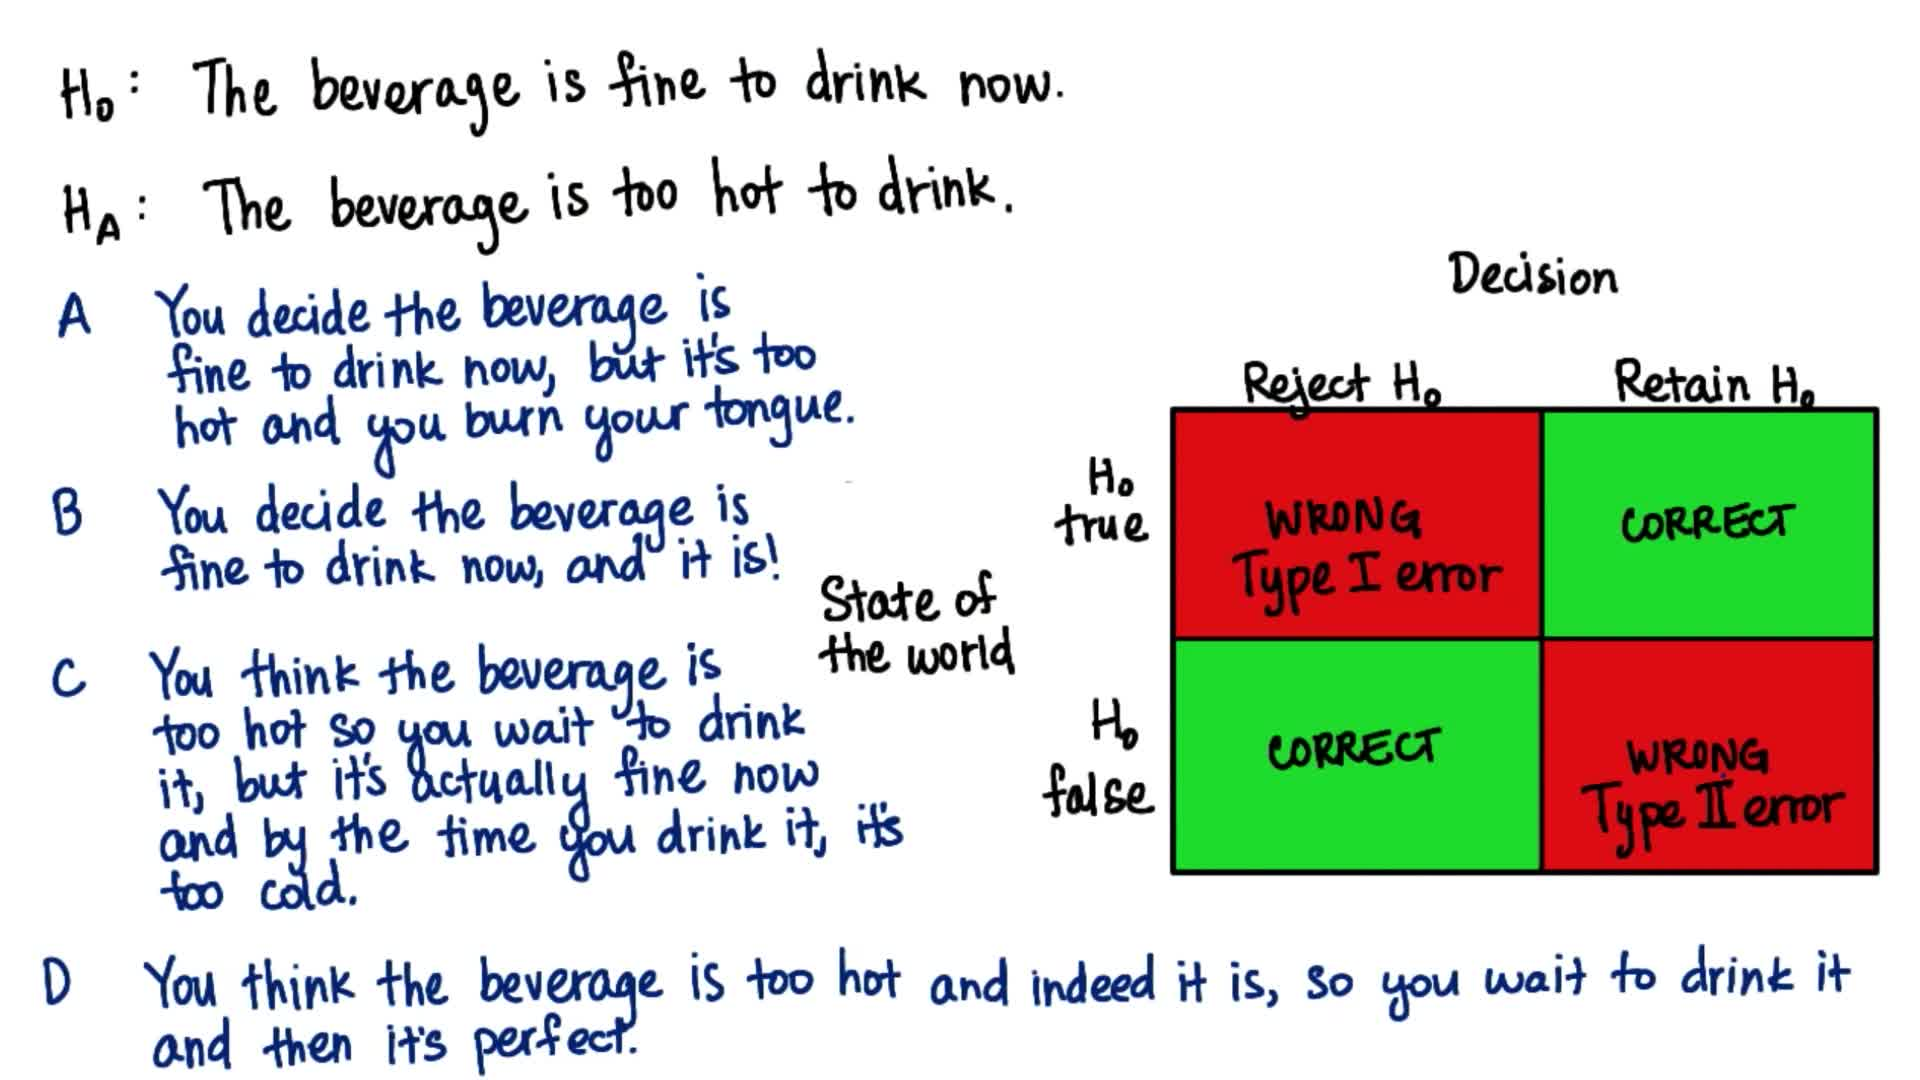 H₀: The beverage is fine to drink now.
H_A: The beverage is too hot to drink.
A You decide the beverage is
fine to drink now, but it's too
hot and you burn your tongue.
B You decide the beverage is
fine to drink now, and it is!
C You think the beverage is
too hot so you wait to drink
it, but it's actually fine now
and by the time you drink it, it's
too cold.
D You think the beverage is too hot and indeed it is, so you wait to drink it
and then it's perfect.
Decision
Reject H₀ Retain H₀
State of
the world
H₀
true
WRONG
Type I error
CORRECT
H₀
false
CORRECT
WRONG
Type II error